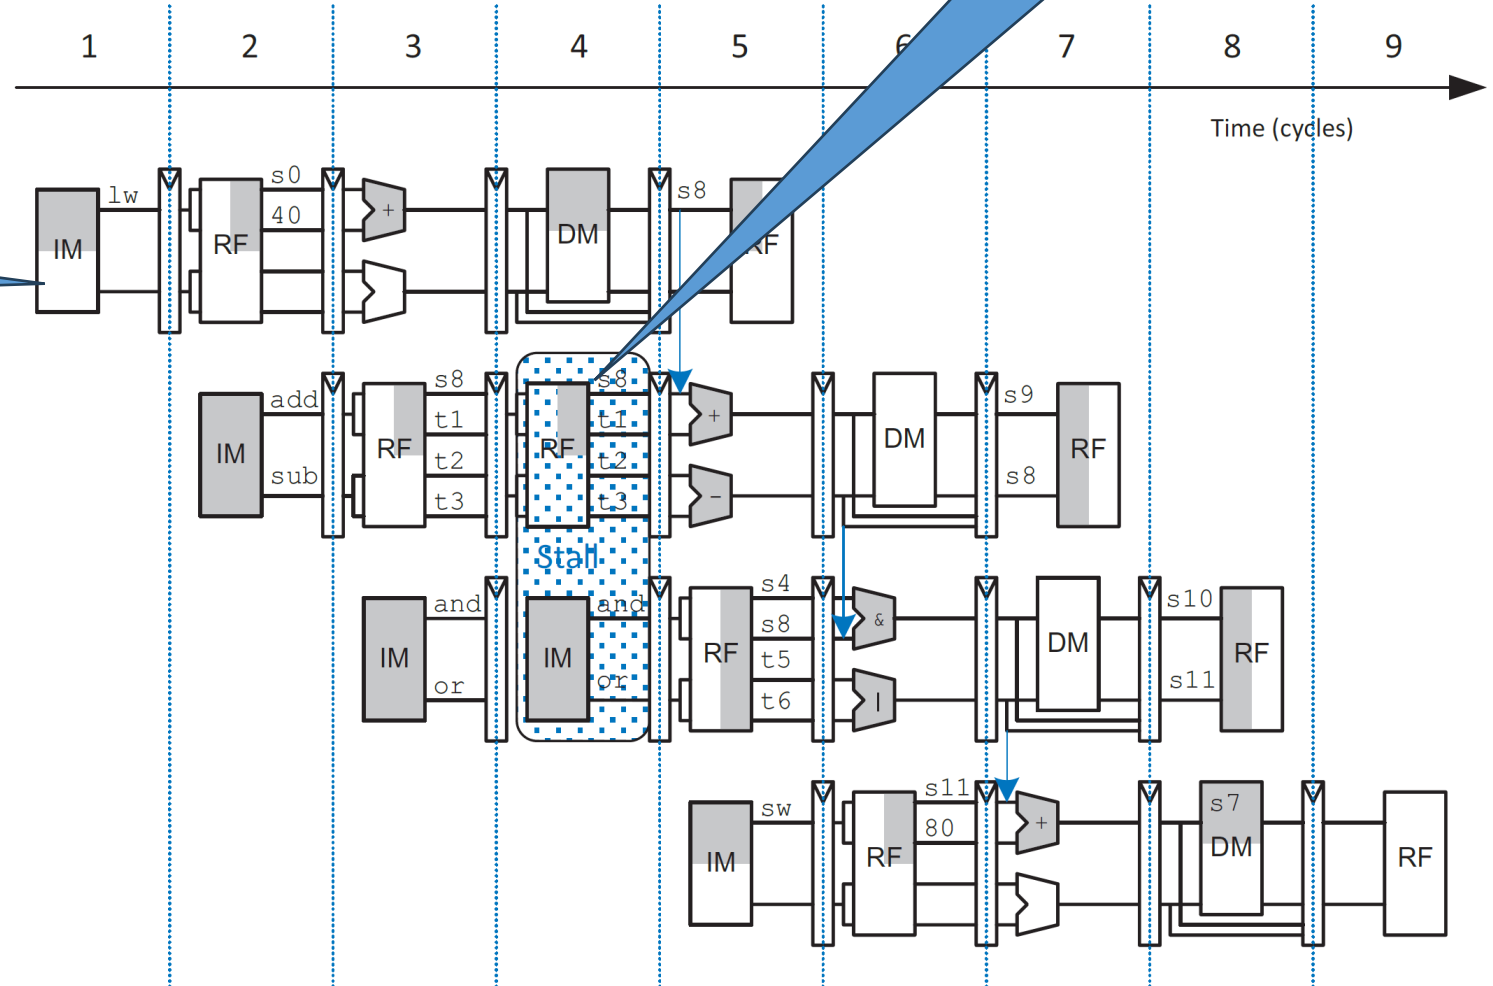 1 2 3 4 5 6 7 8 9
Time (cycles)
lw s0 s8
40 +
IM RF DM RF
add s8 s8 s9
t1 t1 +
IM RF RF DM RF
sub t2 t2 s8
t3 t3 -
Stall
and and s4 s10
s8 &
IM IM RF DM RF
or or t5 s11
t6 |
sw s11 s7
80 +
IM RF DM RF